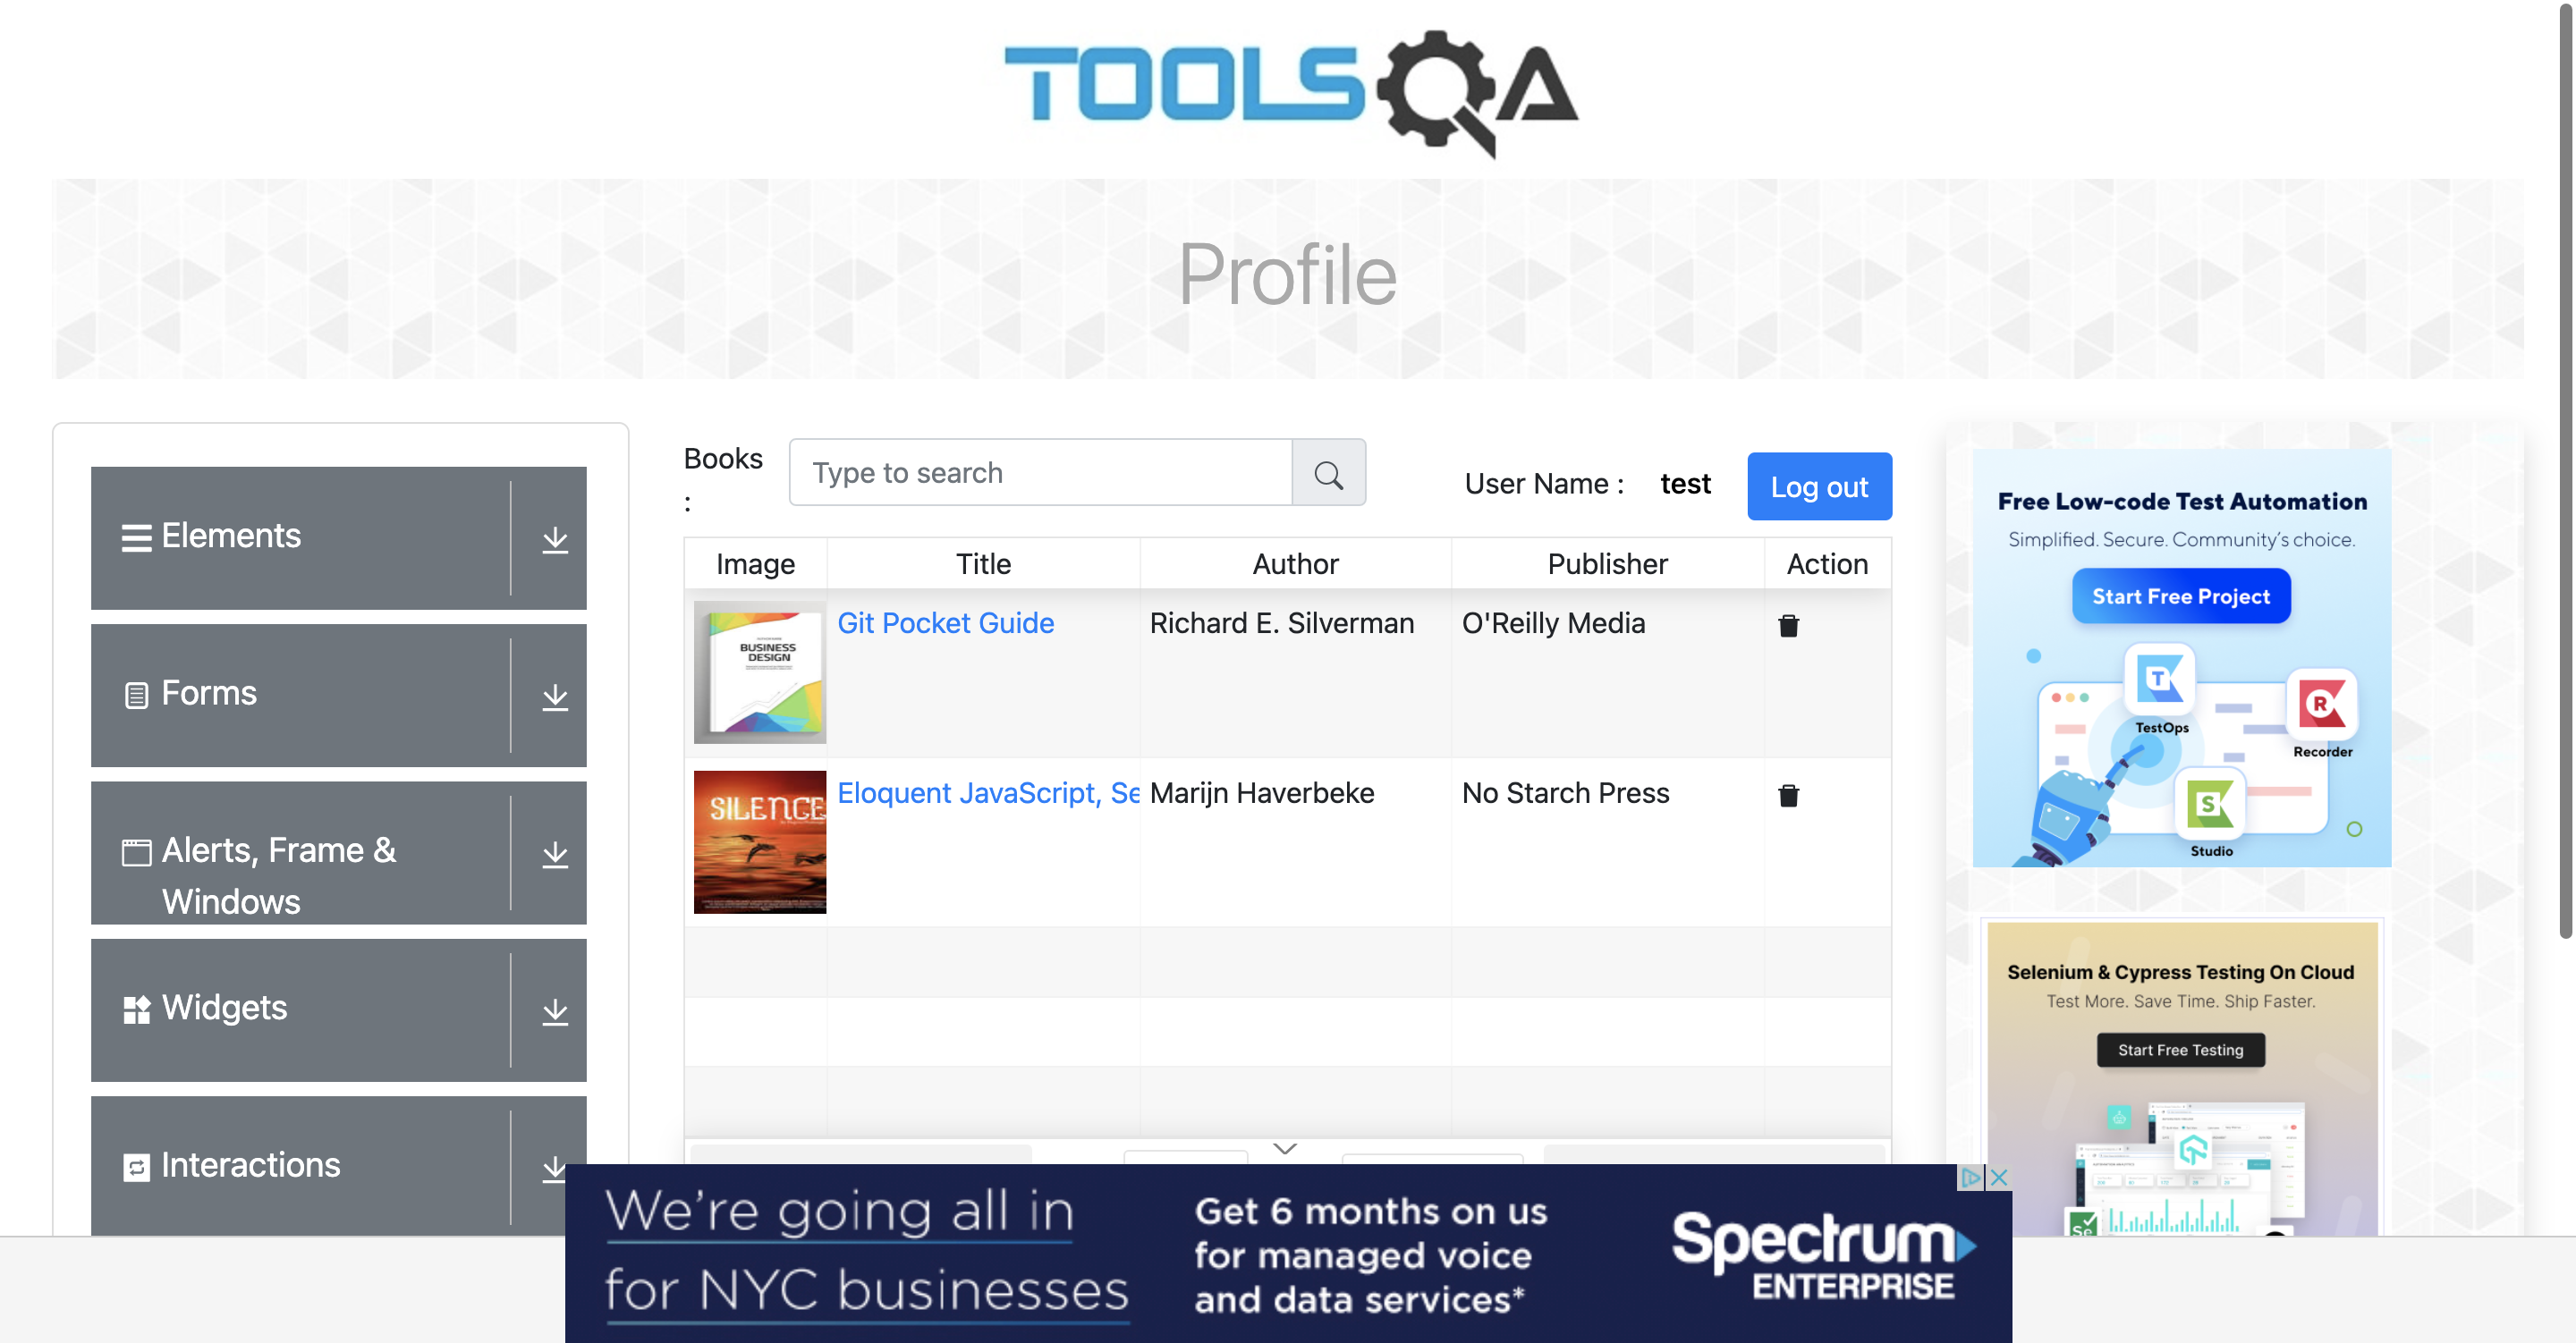 TOOLSQA
Profile
Elements
Forms
Alerts, Frame &
Windows
Widgets
Interactions
Books
:
Type to search
User Name :
test
Log out
Image
Title
Author
Publisher
Action
BUSINESS
DESIGN
Git Pocket Guide
Richard E. Silverman
O'Reilly Media
SILENCE
Eloquent JavaScript, Se
Marijn Haverbeke
No Starch Press
Free Low-code Test Automation
Simplified. Secure. Community's choice.
Start Free Project
T
TestOps
R
Recorder
S
Studio
Selenium & Cypress Testing On Cloud
Test More. Save Time. Ship Faster.
Start Free Testing
Se
We're going all in
for NYC businesses
Get 6 months on us
for managed voice
and data services*
Spectrum
ENTERPRISE